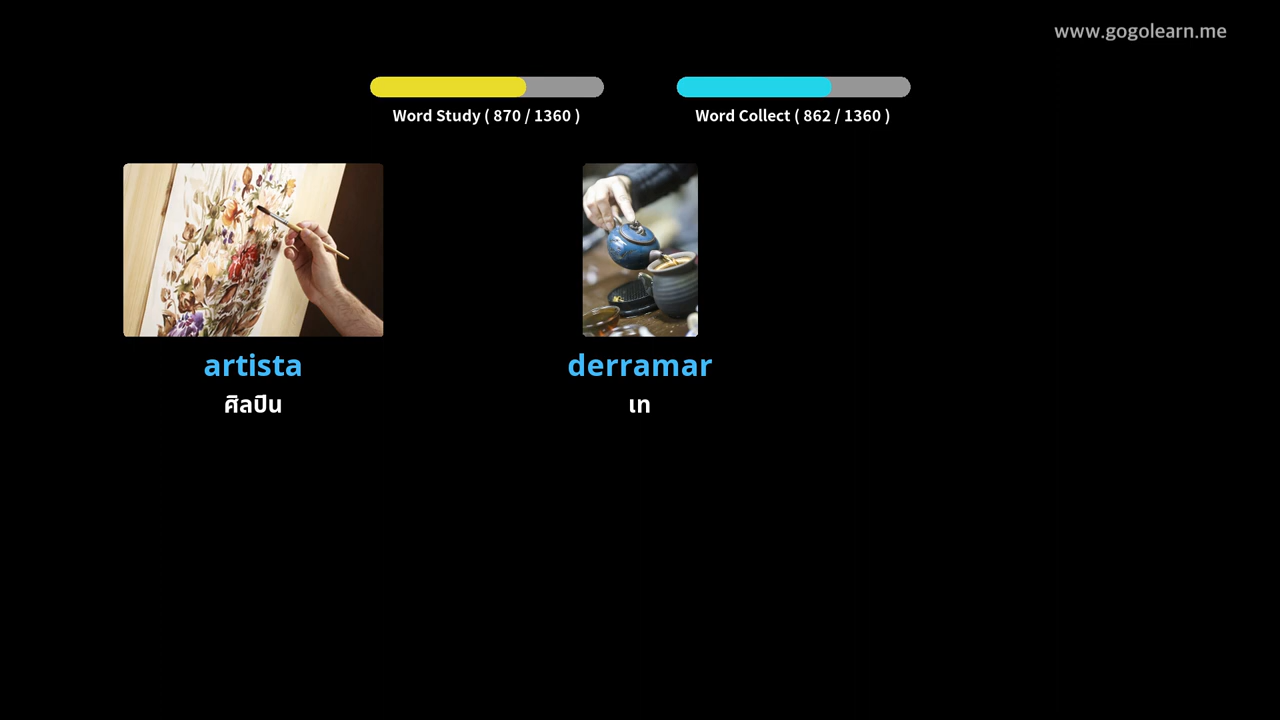 www.gogolearn.me
Word Study ( 870 / 1360 )
Word Collect ( 862 / 1360 )
artista
ศิลปิน
derramar
เท